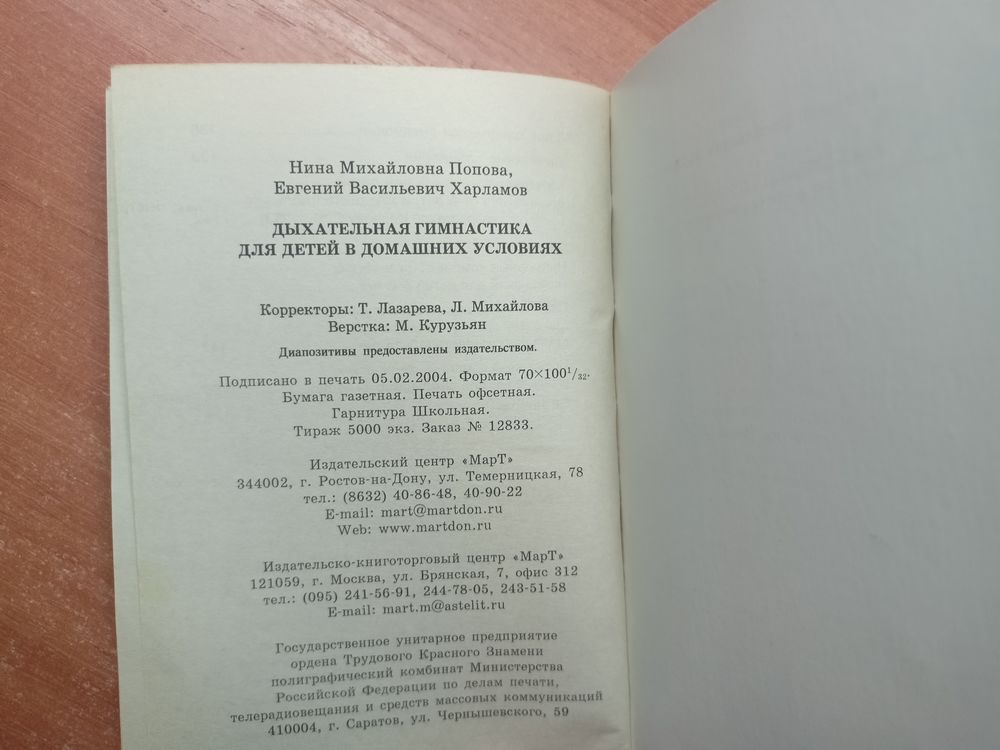 Нина Михайловна Попова,
Евгений Васильевич Харламов
ДЫХАТЕЛЬНАЯ ГИМНАСТИКА
ДЛЯ ДЕТЕЙ В ДОМАШНИХ УСЛОВИЯХ
Корректоры: Т. Лазарева, Л. Михайлова
Верстка: М. Курузьян
Диапозитивы предоставлены издательством.
Подписано в печать 05.02.2004. Формат 70×100¹/₃₂.
Бумага газетная. Печать офсетная.
Гарнитура Школьная.
Тираж 5000 экз. Заказ № 12833.
Издательский центр «МарТ»
344002, г. Ростов-на-Дону, ул. Темерницкая, 78
тел.: (8632) 40-86-48, 40-90-22
E-mail: mart@martdon.ru
Web: www.martdon.ru
Издательско-книготорговый центр «МарТ»
121059, г. Москва, ул. Брянская, 7, офис 312
тел.: (095) 241-56-91, 244-78-05, 243-51-58
E-mail: mart.m@astelit.ru
Государственное унитарное предприятие
ордена Трудового Красного Знамени
полиграфический комбинат Министерства
Российской Федерации по делам печати,
телерадиовещания и средств массовых коммуникаций
410004, г. Саратов, ул. Чернышевского, 59